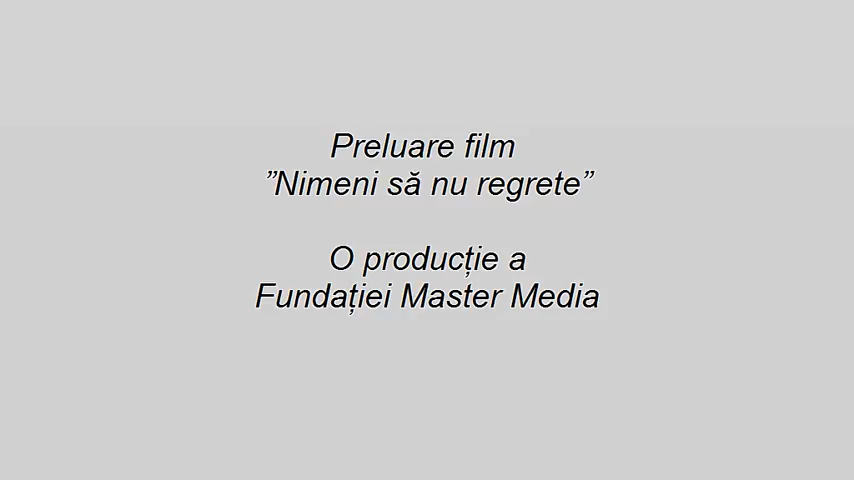 Preluare film
”Nimeni să nu regrete”
O producție a
Fundației Master Media